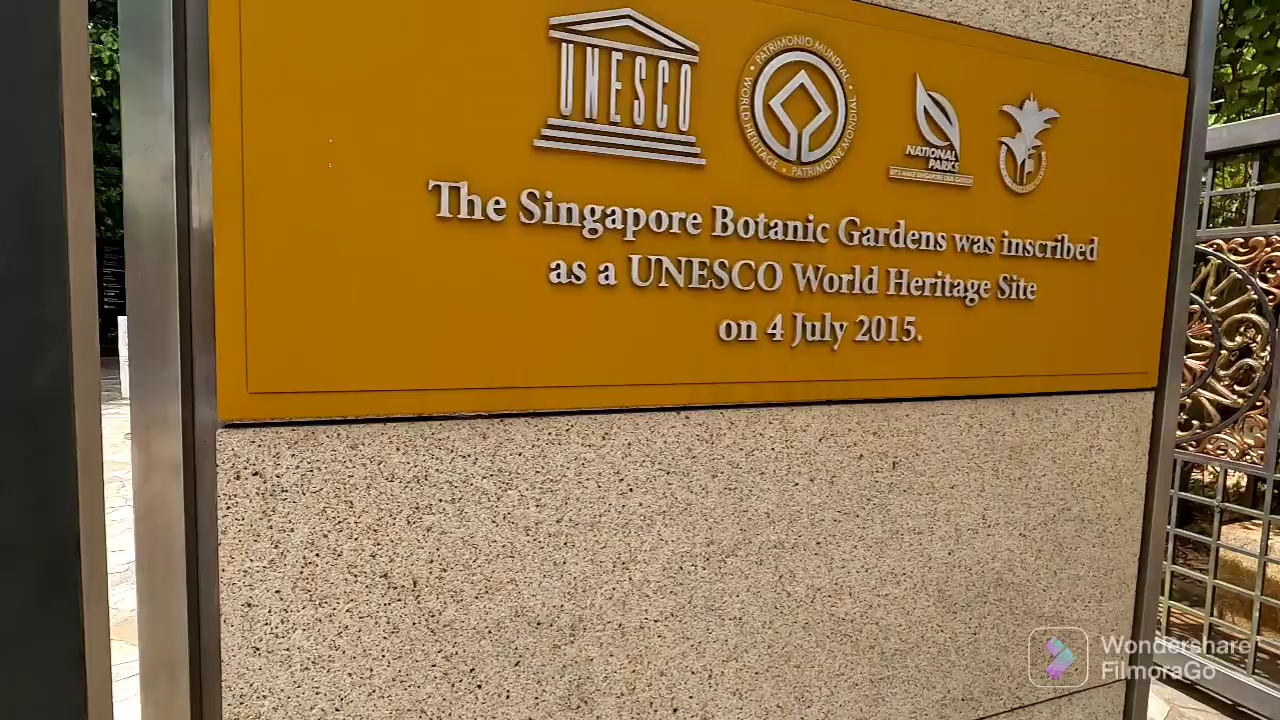 UNESCO
PATRIMONIO MUNDIAL • WORLD HERITAGE • PATRIMOINE MONDIAL •
NATIONAL
PARKS
LET'S MAKE SINGAPORE OUR GARDEN
The Singapore Botanic Gardens was inscribed
as a UNESCO World Heritage Site
on 4 July 2015.
Wondershare
FilmoraGo